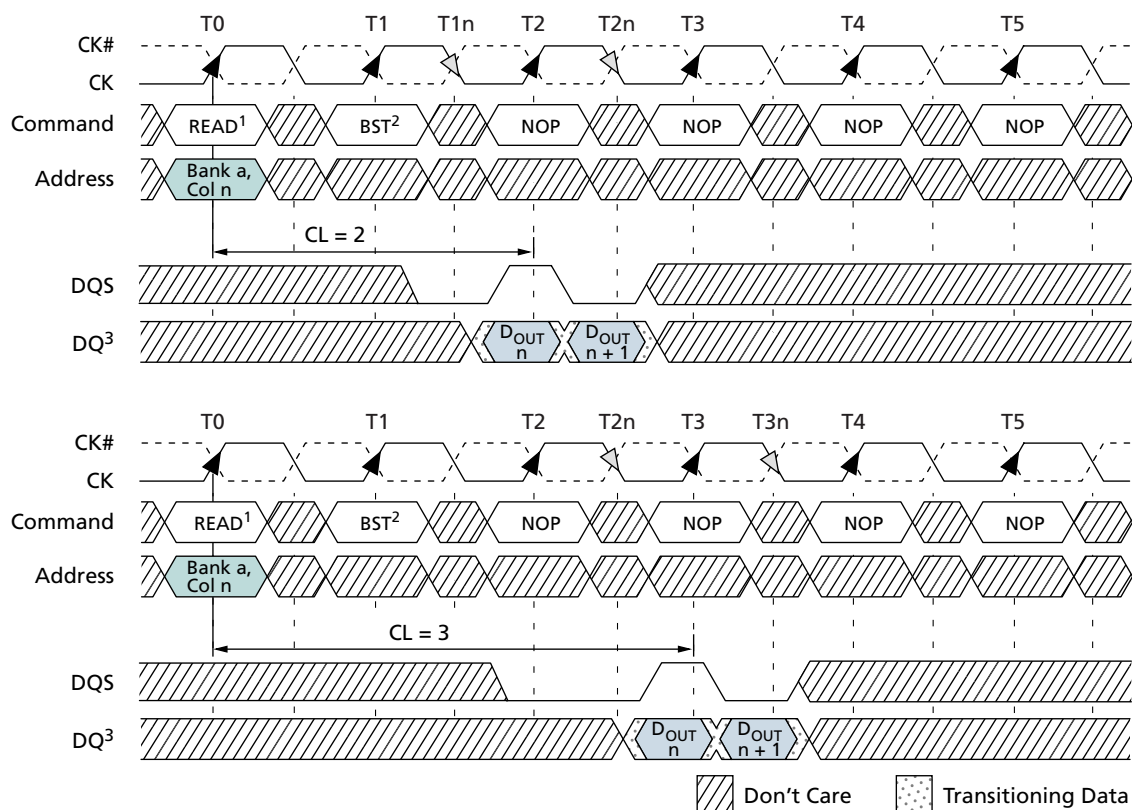 T0 T1 T1n T2 T2n T3 T4 T5
CK#
CK
Command READ1 BST2 NOP NOP NOP NOP
Address Bank a,
Col n
CL = 2
DQS
DQ3 DOUT
n DOUT
n + 1
T0 T1 T2 T2n T3 T3n T4 T5
CK#
CK
Command READ1 BST2 NOP NOP NOP NOP
Address Bank a,
Col n
CL = 3
DQS
DQ3 DOUT
n DOUT
n + 1
Don't Care Transitioning Data